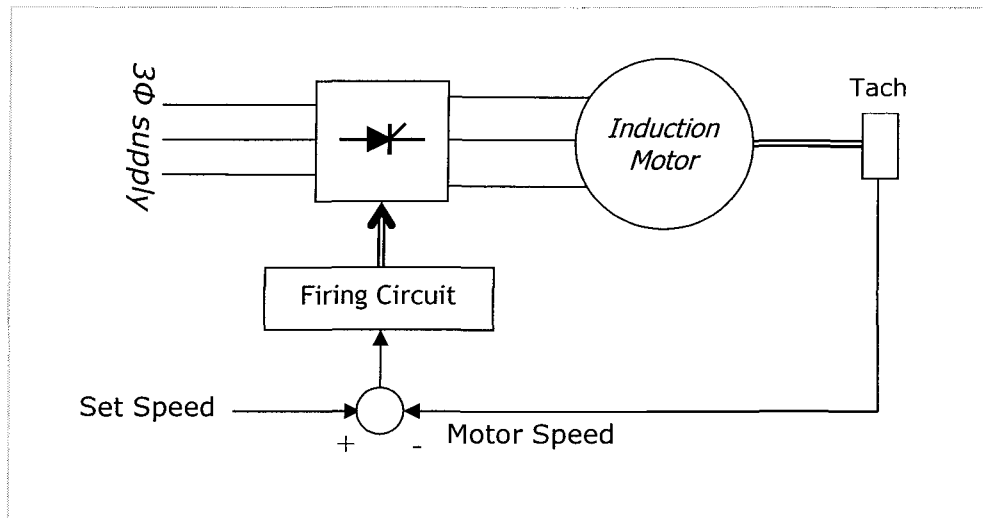 3Φ supply
Tach
Induction
Motor
Firing Circuit
Set Speed
+
-
Motor Speed